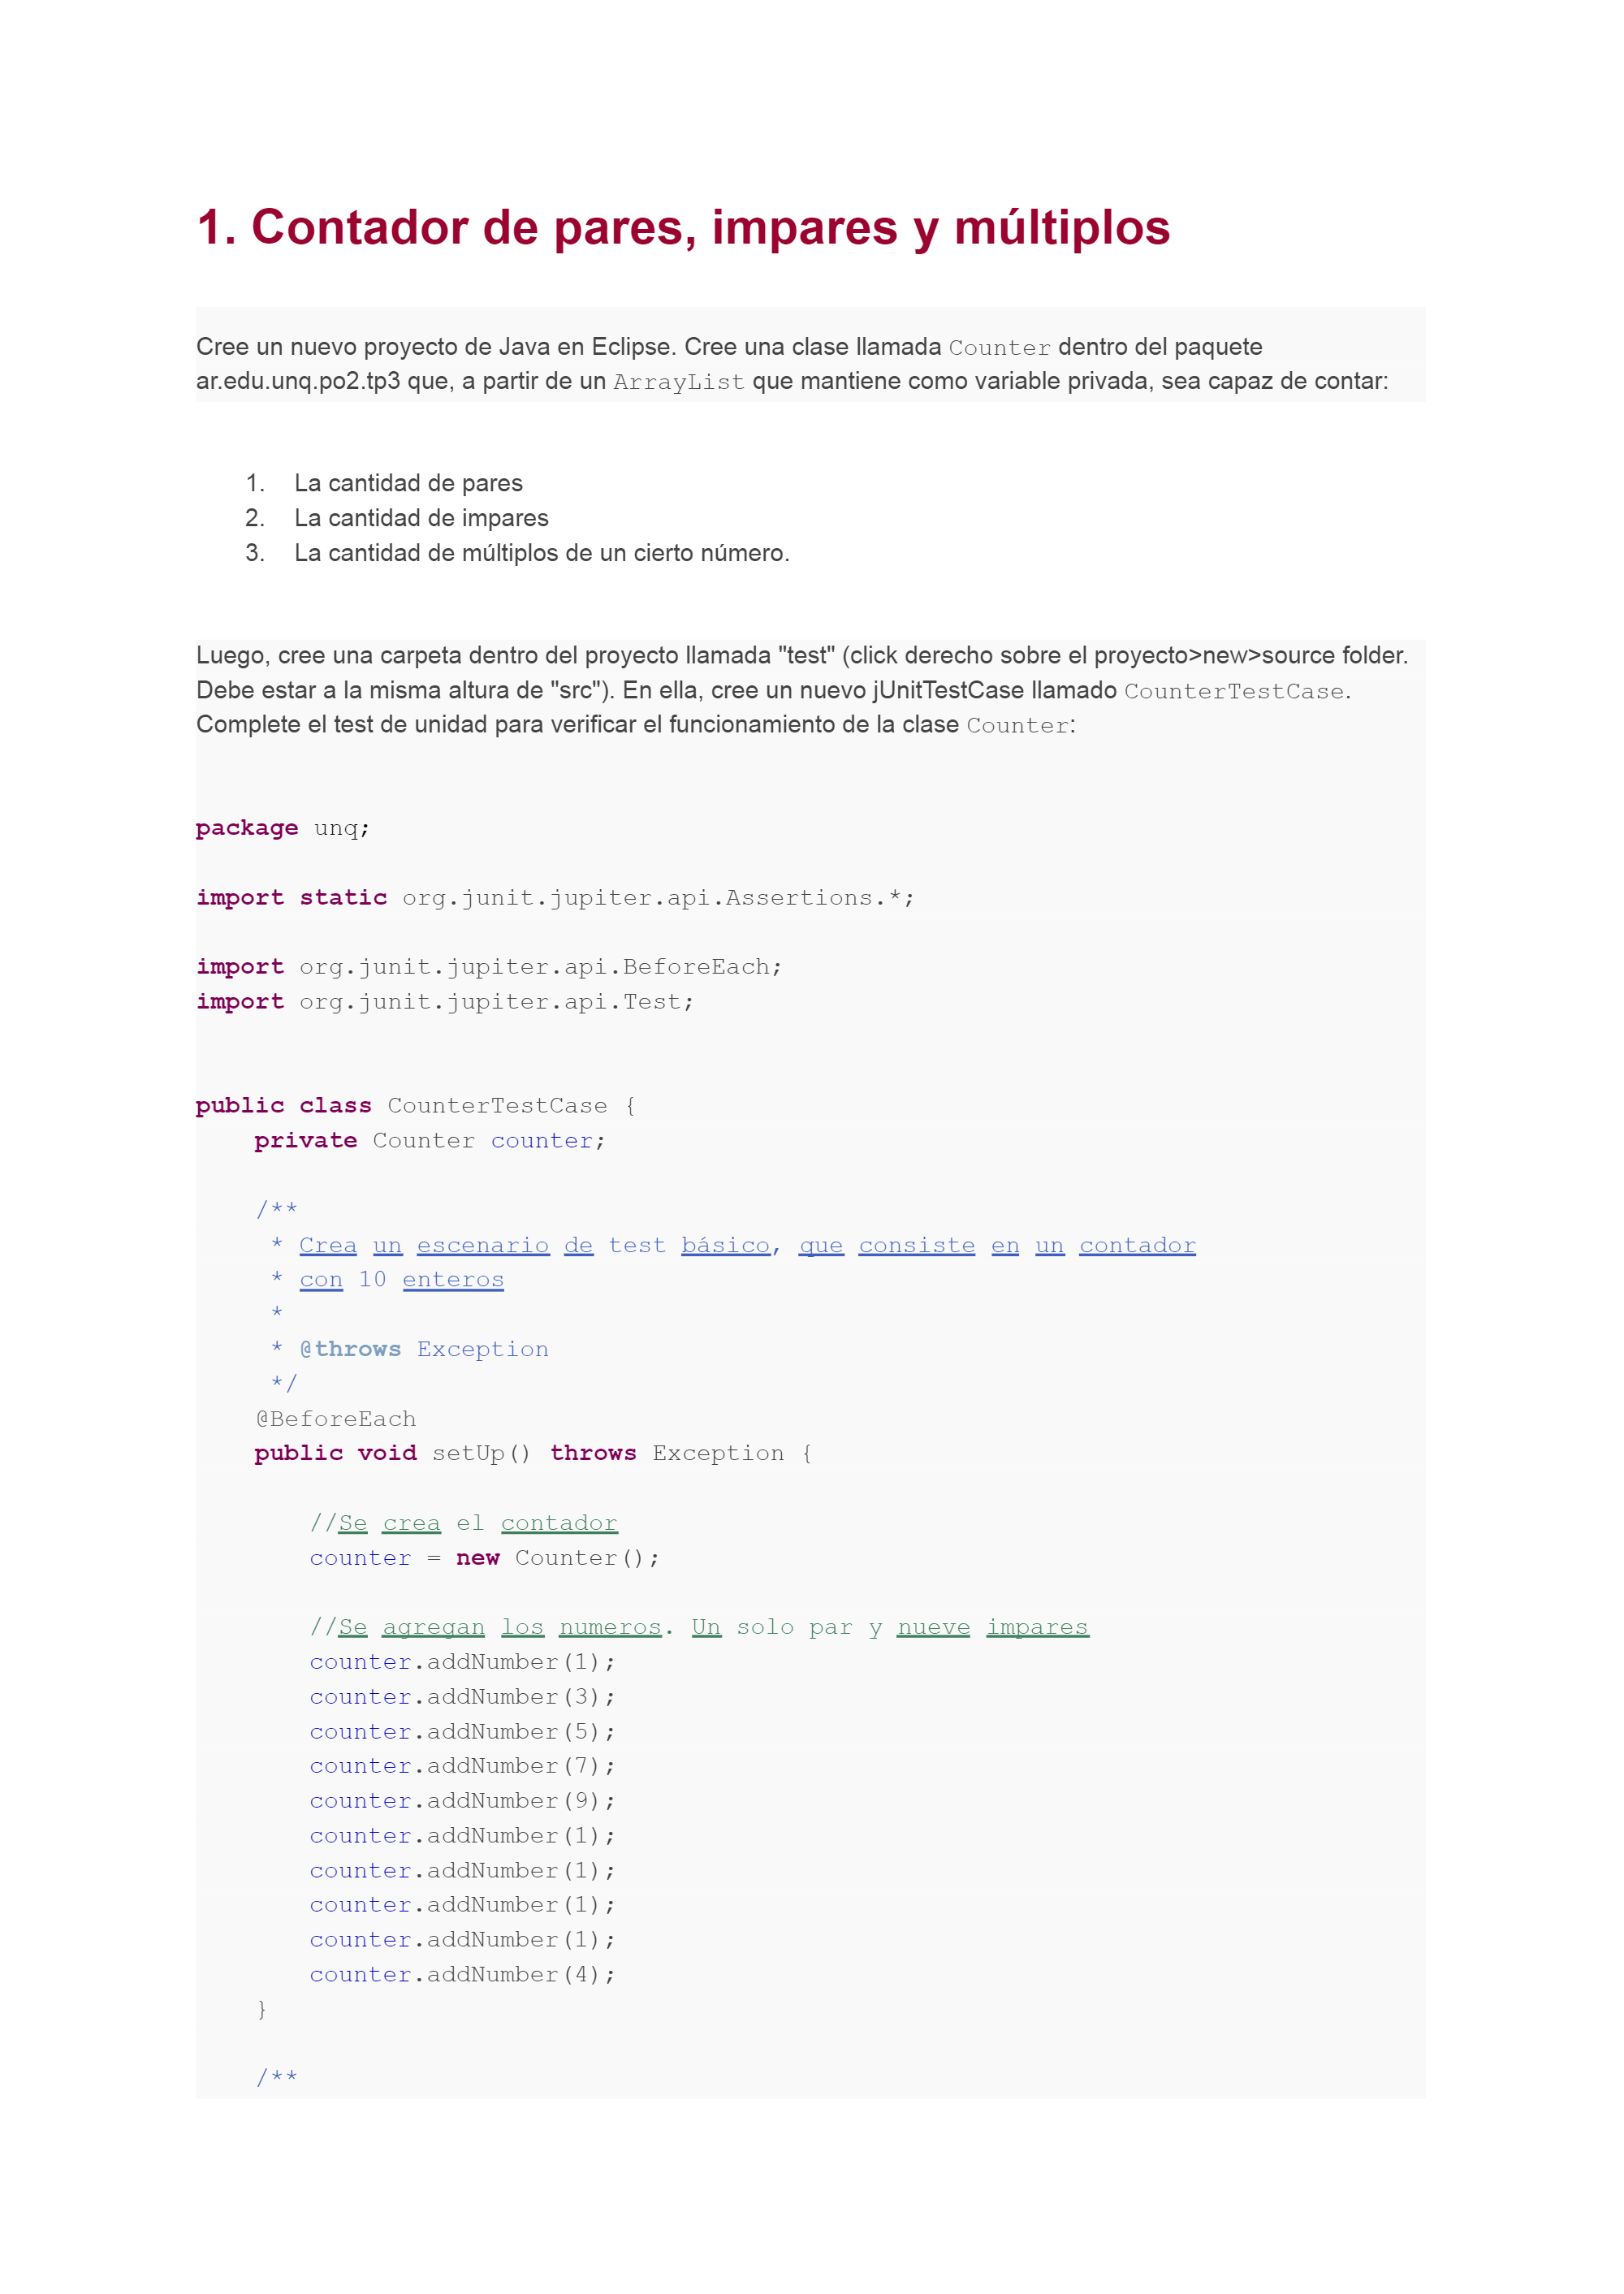 1. Contador de pares, impares y múltiplos
Cree un nuevo proyecto de Java en Eclipse. Cree una clase llamada Counter dentro del paquete
ar.edu.unq.po2.tp3 que, a partir de un ArrayList que mantiene como variable privada, sea capaz de contar:
1. La cantidad de pares
2. La cantidad de impares
3. La cantidad de múltiplos de un cierto número.
Luego, cree una carpeta dentro del proyecto llamada "test" (click derecho sobre el proyecto>new>source folder.
Debe estar a la misma altura de "src"). En ella, cree un nuevo jUnitTestCase llamado CounterTestCase.
Complete el test de unidad para verificar el funcionamiento de la clase Counter:
package unq;
import static org.junit.jupiter.api.Assertions.*;
import org.junit.jupiter.api.BeforeEach;
import org.junit.jupiter.api.Test;
public class CounterTestCase {
private Counter counter;
/**
* Crea un escenario de test básico, que consiste en un contador
* con 10 enteros
*
* @throws Exception
*/
@BeforeEach
public void setUp() throws Exception {
//Se crea el contador
counter = new Counter();
//Se agregan los numeros. Un solo par y nueve impares
counter.addNumber(1);
counter.addNumber(3);
counter.addNumber(5);
counter.addNumber(7);
counter.addNumber(9);
counter.addNumber(1);
counter.addNumber(1);
counter.addNumber(1);
counter.addNumber(1);
counter.addNumber(4);
}
/**